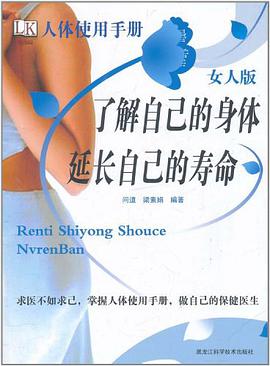 LK 人体使用手册
女人版
了解自己的身体
延长自己的寿命
问道 梁素娟 编著
Renti Shiyong Shouce
NvrenBan
求医不如求己，掌握人体使用手册，做自己的保健医生
黑龙江科学技术出版社